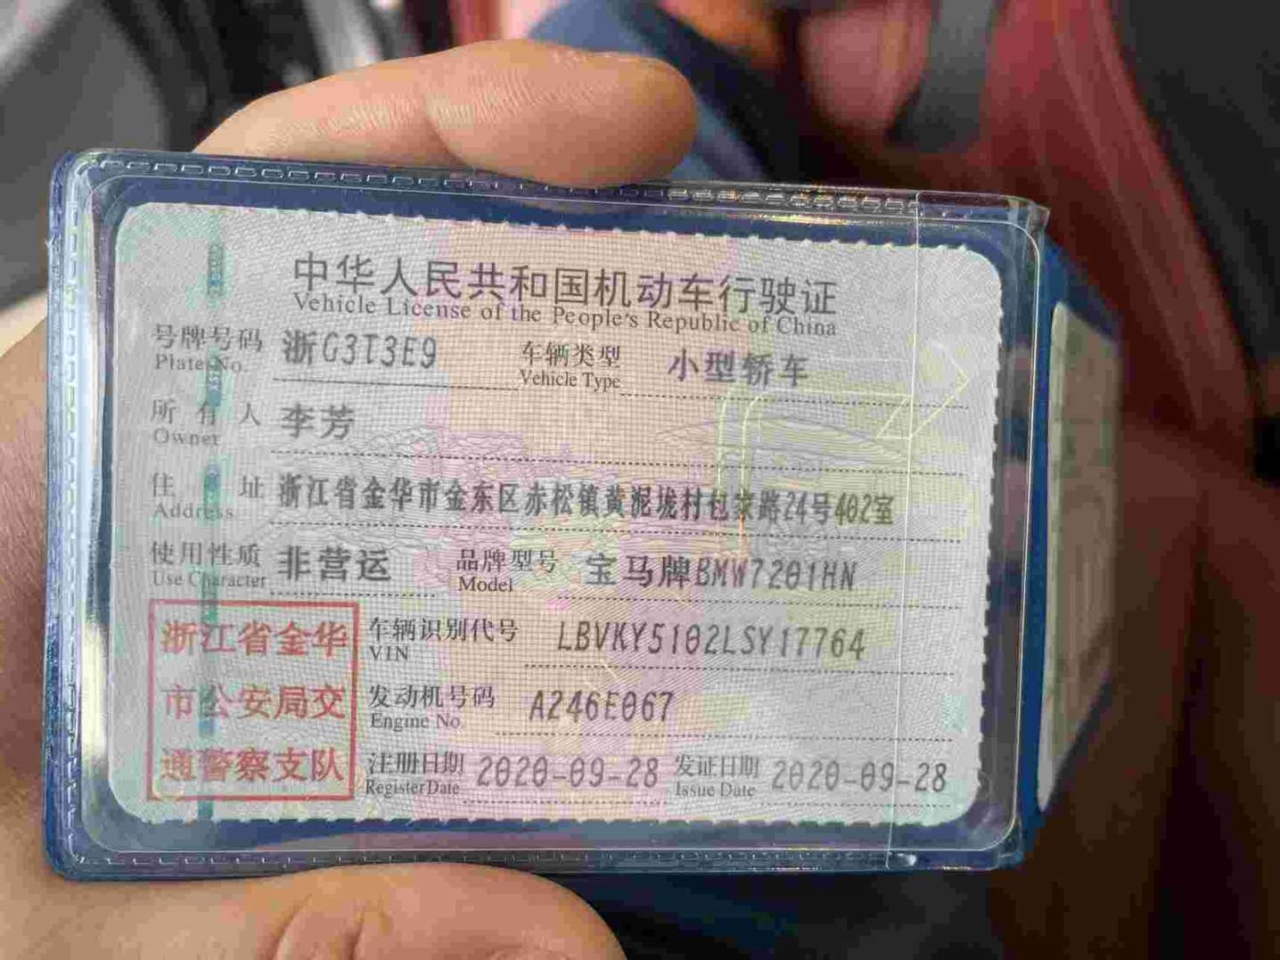 中华人民共和国机动车行驶证
Vehicle License of the People's Republic of China
号牌号码 浙G3T3E9 车辆类型 小型轿车
Plate No. Vehicle Type
所有人 李芳
Owner
住址 浙江省金华市金东区赤松镇黄泥垅村包家路24号402室
Address
使用性质 非营运 品牌型号 宝马牌BMW7201HN
Use Character Model
浙江省金华
市公安局交
通警察支队
车辆识别代号 LBVKY5102LSY17764
VIN
发动机号码 A246E067
Engine No.
注册日期 2020-09-28 发证日期 2020-09-28
Register Date Issue Date